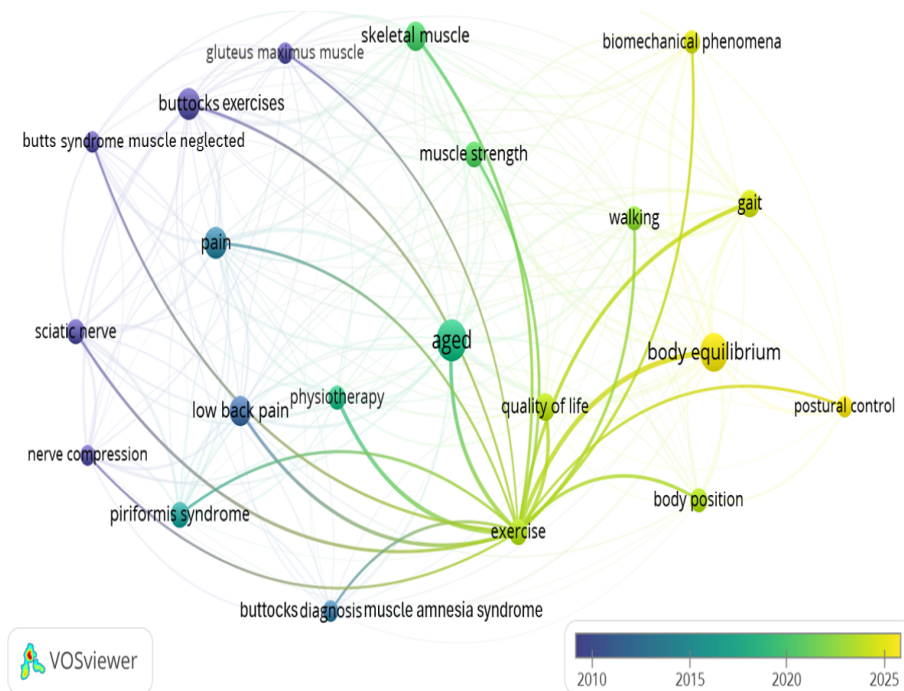 skeletal muscle
biomechanical phenomena
gluteus maximus muscle
buttocks exercises
butts syndrome muscle neglected
muscle strength
gait
walking
pain
sciatic nerve
aged
body equilibrium
physiotherapy
low back pain
quality of life
postural control
nerve compression
body position
piriformis syndrome
exercise
buttocks diagnosis muscle amnesia syndrome
VOSviewer
2010 2015 2020 2025